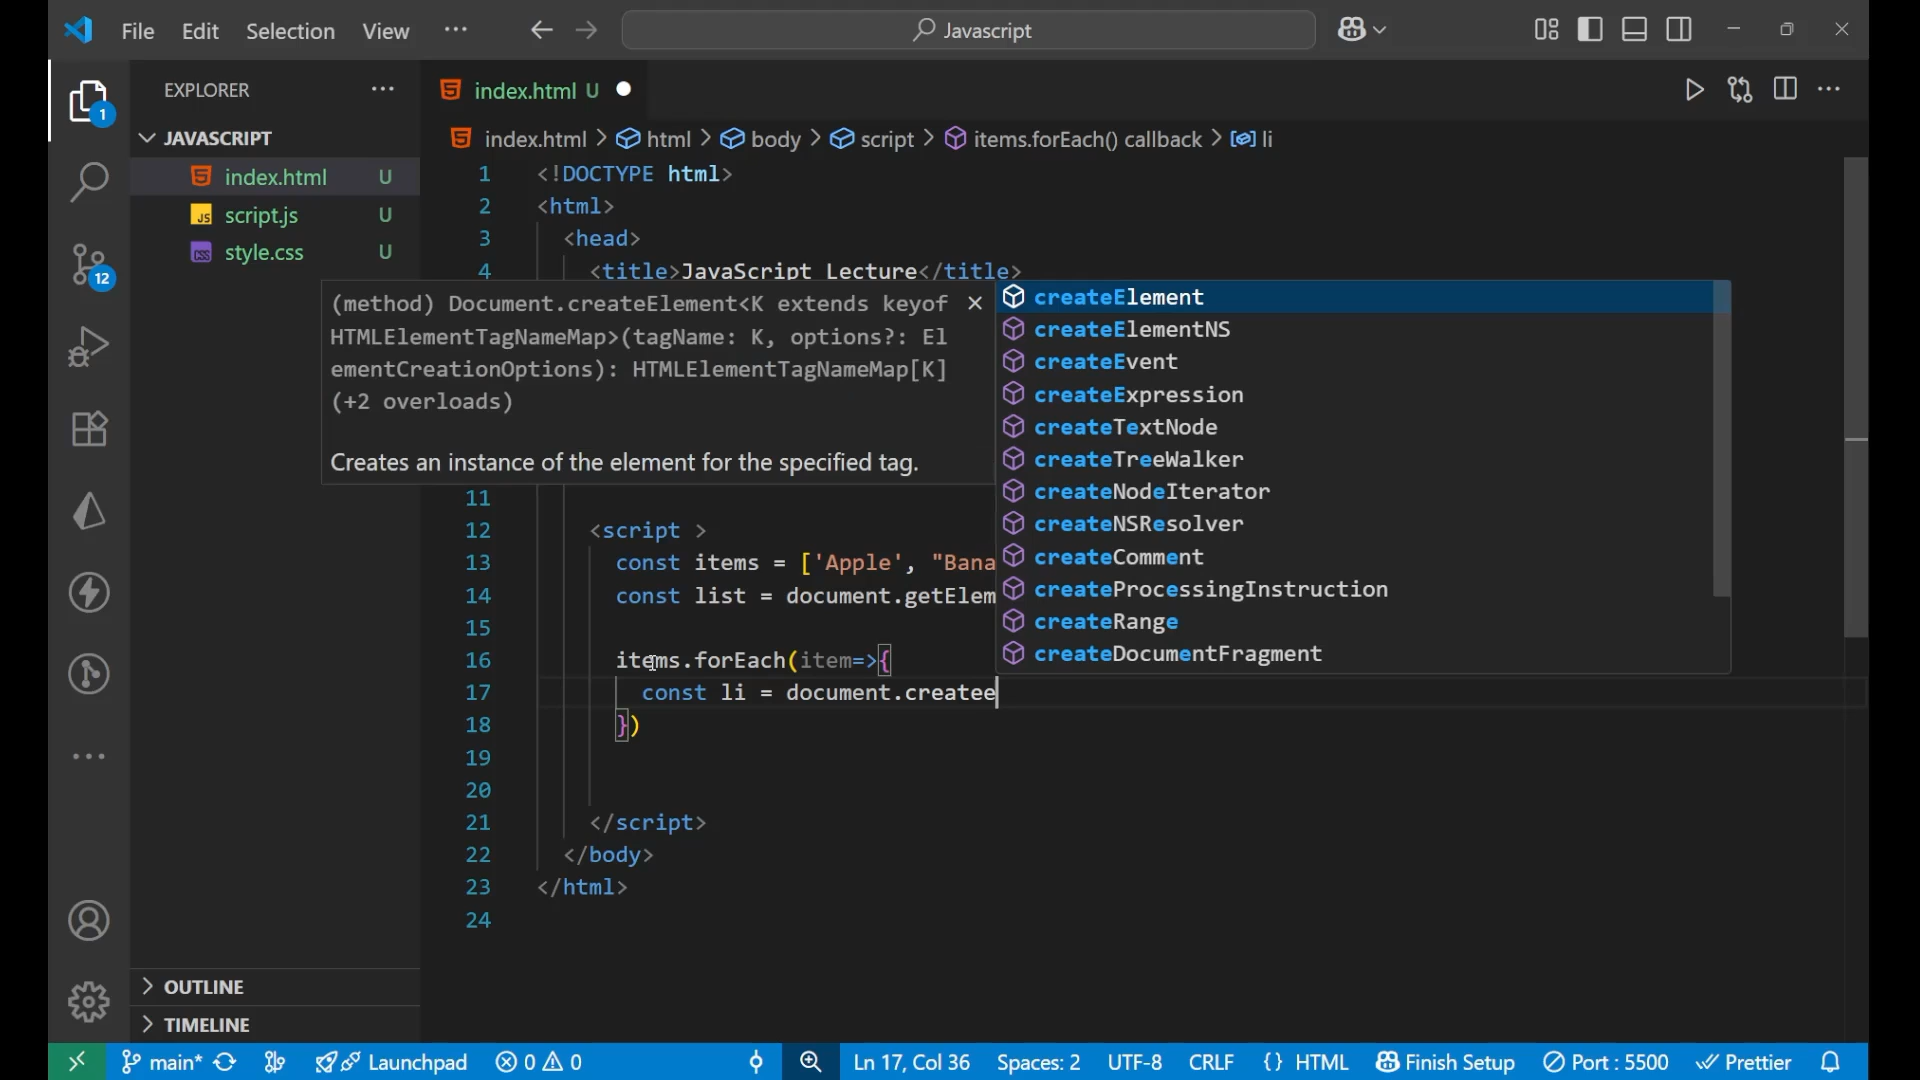 File Edit Selection View ··· Javascript
EXPLORER ···
JAVASCRIPT
index.html U
script.js U
style.css U
1
12
OUTLINE
TIMELINE
index.html U
index.html > html > body > script > items.forEach() callback > li
1 <!DOCTYPE html>
2 <html>
3 <head>
4 <title>JavaScript Lecture</title>
(method) Document.createElement<K extends keyof
HTMLElementTagNameMap>(tagName: K, options?: El
ementCreationOptions): HTMLElementTagNameMap[K]
(+2 overloads)
Creates an instance of the element for the specified tag.
createElement
createElementNS
createEvent
createExpression
createTextNode
createTreeWalker
createNodeIterator
createNSResolver
createComment
createProcessingInstruction
createRange
createDocumentFragment
11
12 <script >
13 const items = ['Apple', "Bana
14 const list = document.getElem
15
16 items.forEach(item=>{
17 const li = document.createe
18 })
19
20
21 </script>
22 </body>
23 </html>
24
main* Launchpad 0 0 Ln 17, Col 36 Spaces: 2 UTF-8 CRLF {} HTML Finish Setup Port : 5500 Prettier